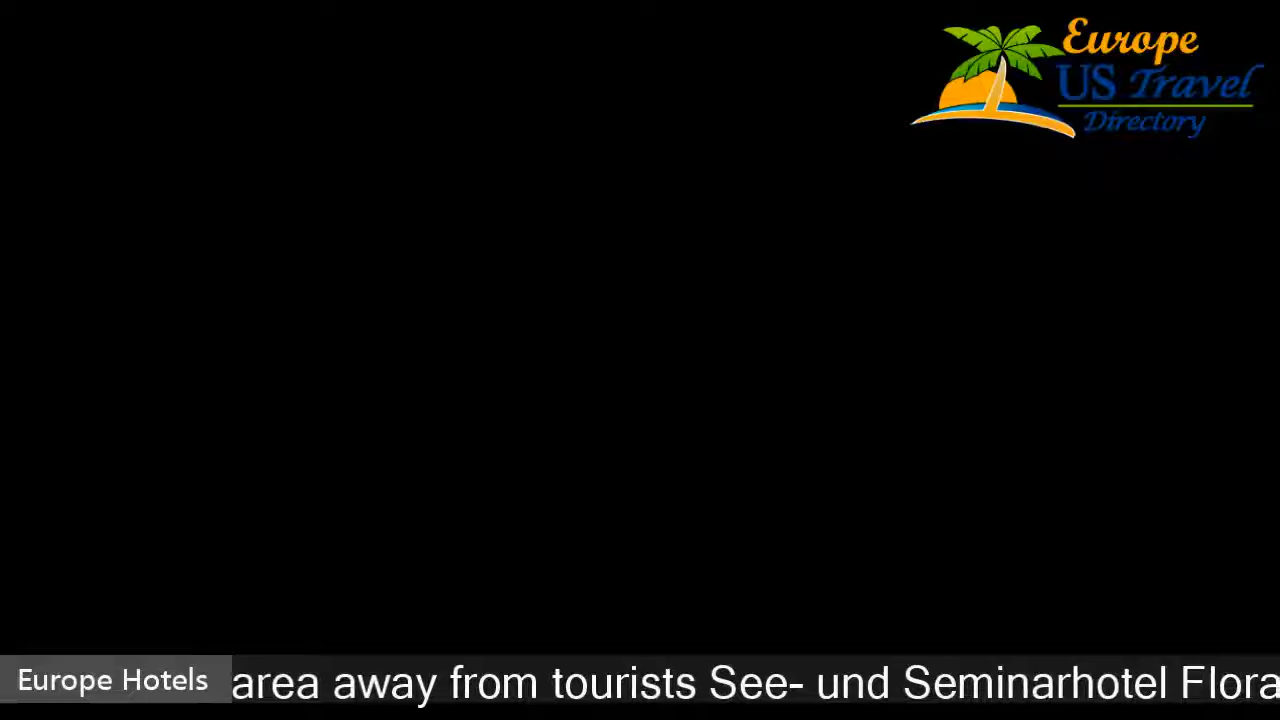 Europe
US Travel
Directory
Europe Hotels
area away from tourists See- und Seminarhotel Flora